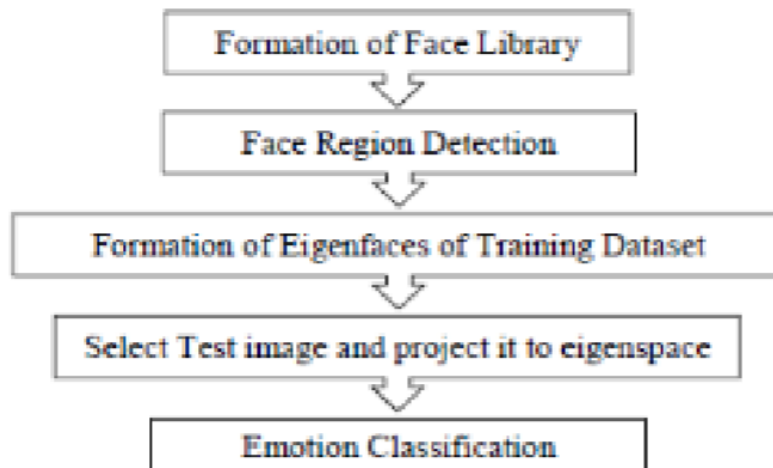 Formation of Face Library
Face Region Detection
Formation of Eigenfaces of Training Dataset
Select Test image and project it to eigenspace
Emotion Classification